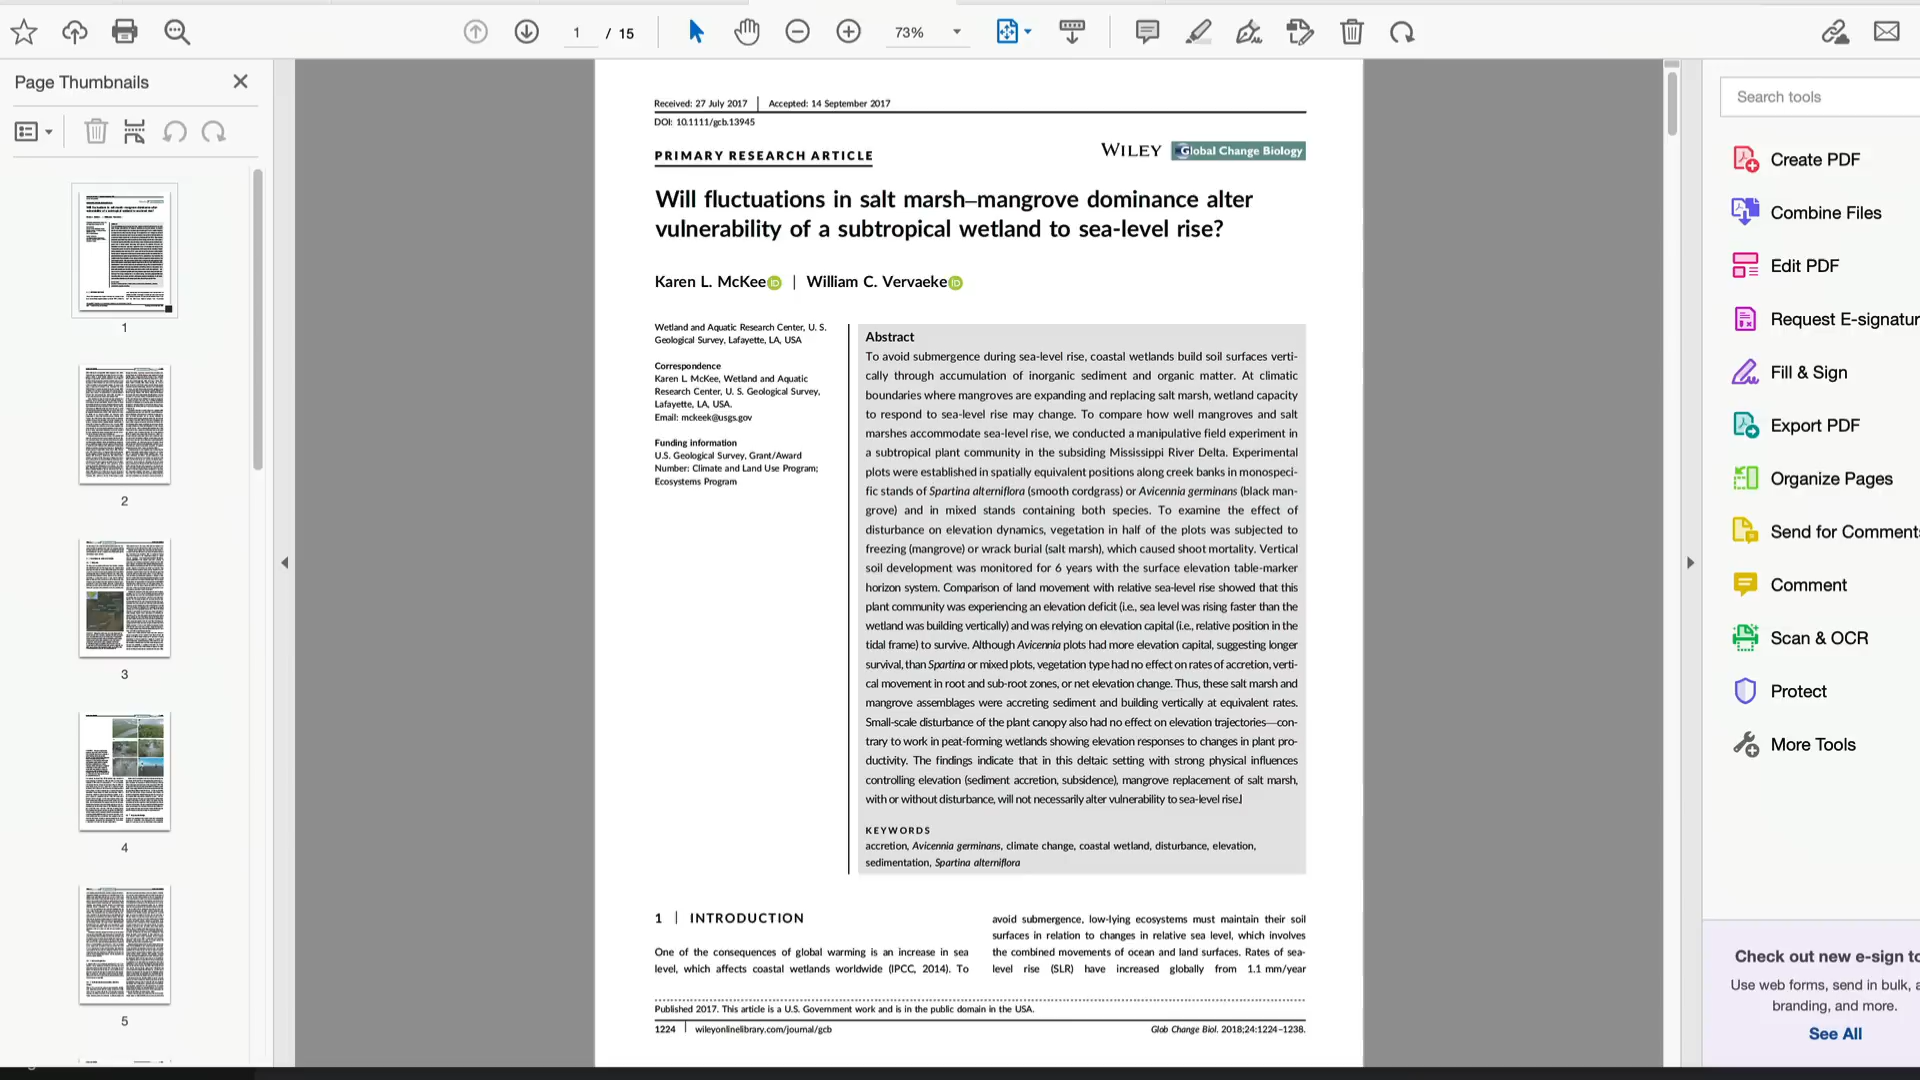 1 / 15
73%
Page Thumbnails
1
2
3
4
5
Received: 27 July 2017 | Accepted: 14 September 2017
DOI: 10.1111/gcb.13945
PRIMARY RESEARCH ARTICLE
WILEY Global Change Biology
Will fluctuations in salt marsh–mangrove dominance alter
vulnerability of a subtropical wetland to sea-level rise?
Karen L. McKee iD | William C. Vervaeke iD
Wetland and Aquatic Research Center, U. S.
Geological Survey, Lafayette, LA, USA
Correspondence
Karen L. McKee, Wetland and Aquatic
Research Center, U. S. Geological Survey,
Lafayette, LA, USA.
Email: mckeek@usgs.gov
Funding information
U.S. Geological Survey, Grant/Award
Number: Climate and Land Use Program;
Ecosystems Program
Abstract
To avoid submergence during sea-level rise, coastal wetlands build soil surfaces verti-
cally through accumulation of inorganic sediment and organic matter. At climatic
boundaries where mangroves are expanding and replacing salt marsh, wetland capacity
to respond to sea-level rise may change. To compare how well mangroves and salt
marshes accommodate sea-level rise, we conducted a manipulative field experiment in
a subtropical plant community in the subsiding Mississippi River Delta. Experimental
plots were established in spatially equivalent positions along creek banks in monospeci-
fic stands of Spartina alterniflora (smooth cordgrass) or Avicennia germinans (black man-
grove) and in mixed stands containing both species. To examine the effect of
disturbance on elevation dynamics, vegetation in half of the plots was subjected to
freezing (mangrove) or wrack burial (salt marsh), which caused shoot mortality. Vertical
soil development was monitored for 6 years with the surface elevation table-marker
horizon system. Comparison of land movement with relative sea-level rise showed that this
plant community was experiencing an elevation deficit (i.e., sea level was rising faster than the
wetland was building vertically) and was relying on elevation capital (i.e., relative position in the
tidal frame) to survive. Although Avicennia plots had more elevation capital, suggesting longer
survival, than Spartina or mixed plots, vegetation type had no effect on rates of accretion, verti-
cal movement in root and sub-root zones, or net elevation change. Thus, these salt marsh and
mangrove assemblages were accreting sediment and building vertically at equivalent rates.
Small-scale disturbance of the plant canopy also had no effect on elevation trajectories—con-
trary to work in peat-forming wetlands showing elevation responses to changes in plant pro-
ductivity. The findings indicate that in this deltaic setting with strong physical influences
controlling elevation (sediment accretion, subsidence), mangrove replacement of salt marsh,
with or without disturbance, will not necessarily alter vulnerability to sea-level rise.
KEYWORDS
accretion, Avicennia germinans, climate change, coastal wetland, disturbance, elevation,
sedimentation, Spartina alterniflora
1 | INTRODUCTION
One of the consequences of global warming is an increase in sea
level, which affects coastal wetlands worldwide (IPCC, 2014). To
avoid submergence, low-lying ecosystems must maintain their soil
surfaces in relation to changes in relative sea level, which involves
the combined movements of ocean and land surfaces. Rates of sea-
level rise (SLR) have increased globally from 1.1 mm/year
Published 2017. This article is a U.S. Government work and is in the public domain in the USA.
1224 | wileyonlinelibrary.com/journal/gcb
Glob Change Biol. 2018;24:1224–1238.
Search tools
Create PDF
Combine Files
Edit PDF
Request E-signatur
Fill & Sign
Export PDF
Organize Pages
Send for Comment
Comment
Scan & OCR
Protect
More Tools
Check out new e-sign to
Use web forms, send in bulk, a
branding, and more.
See All